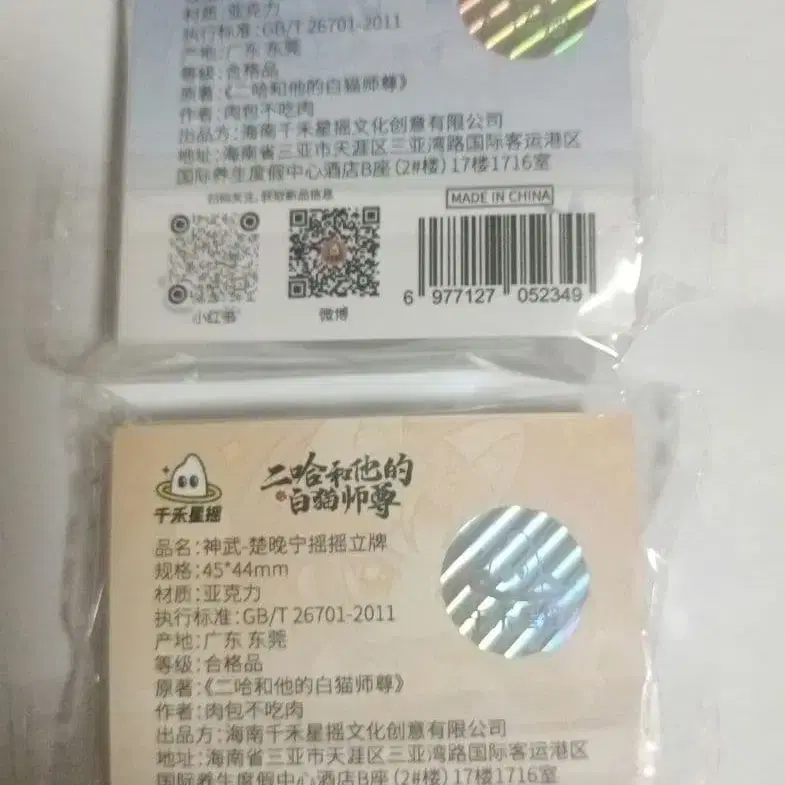 材质:亚克力
执行标准:GB/T 26701-2011
产地:广东 东莞
等级:合格品
原著:《二哈和他的白猫师尊》
作者:肉包不吃肉
出品方:海南千禾星摇文化创意有限公司
地址:海南省三亚市天涯区三亚湾路国际客运港区
国际养生度假中心酒店B座(2#楼)17楼1716室
扫码关注,获取新品信息
MADE IN CHINA
小红书
微博
6 977127 052349
千禾星摇
二哈和他的
白猫师尊
品名:神武-楚晚宁摇摇立牌
规格:45*44mm
材质:亚克力
执行标准:GB/T 26701-2011
产地:广东 东莞
等级:合格品
原著:《二哈和他的白猫师尊》
作者:肉包不吃肉
出品方:海南千禾星摇文化创意有限公司
地址:海南省三亚市天涯区三亚湾路国际客运港区
国际养生度假中心酒店B座(2#楼)17楼1716室